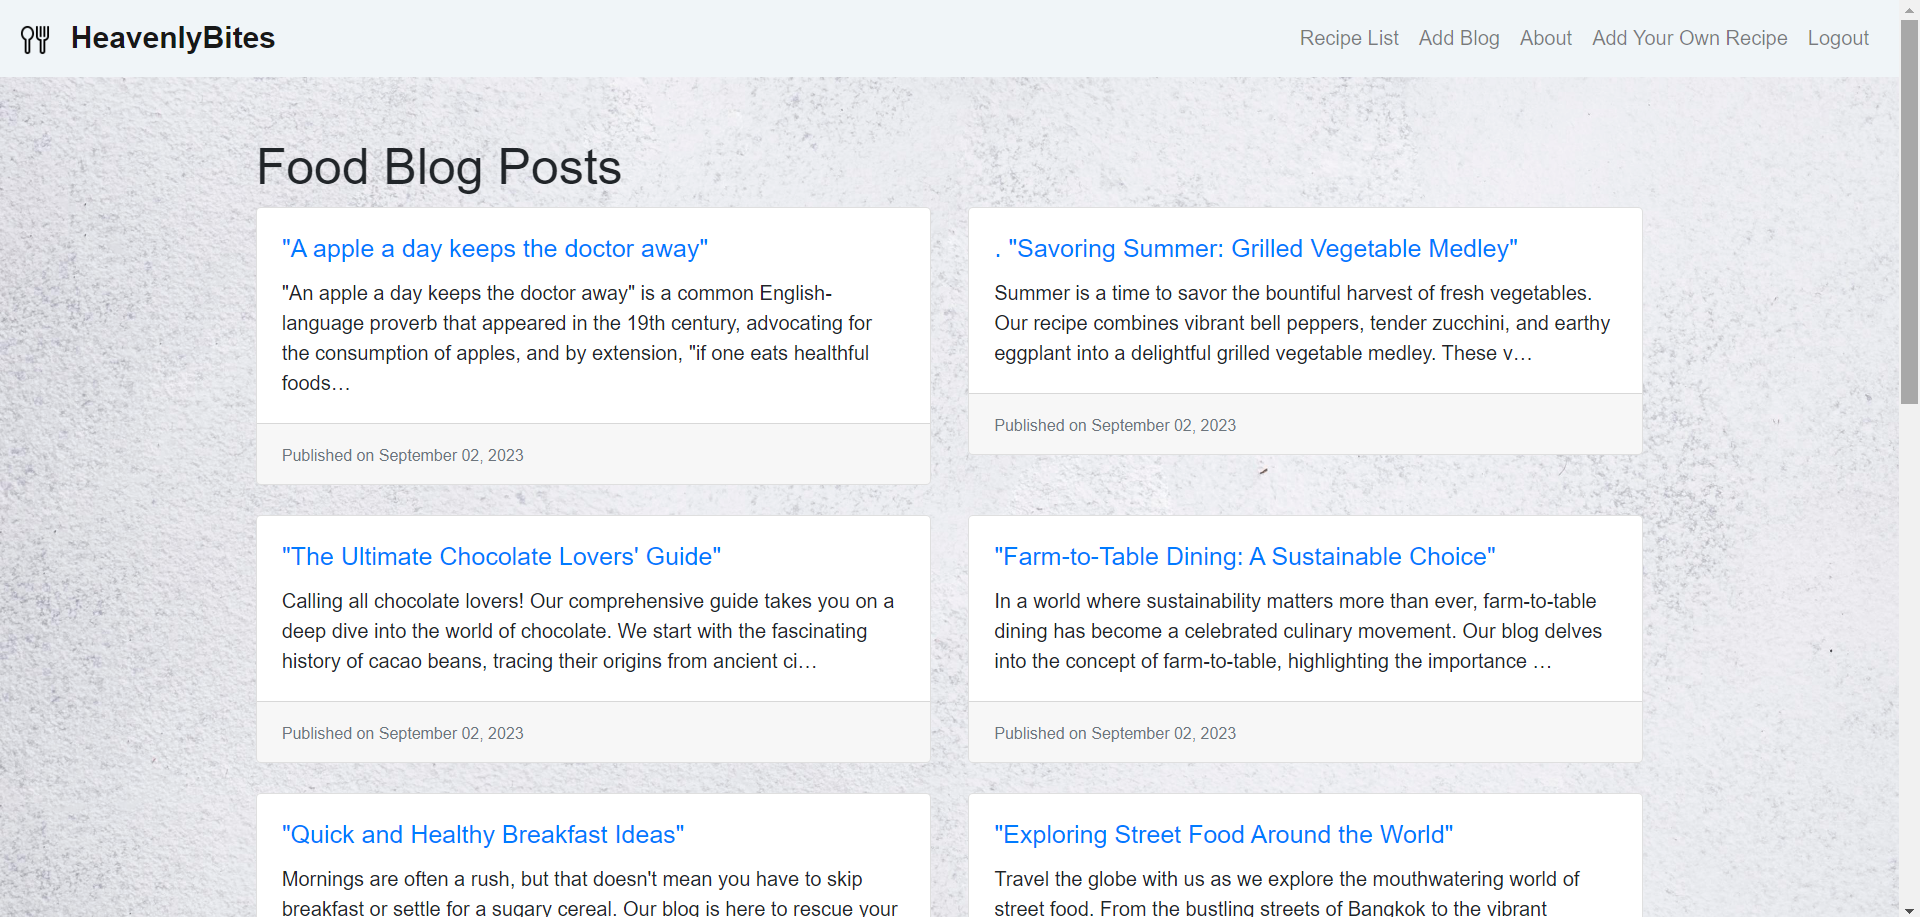 HeavenlyBites
Recipe List Add Blog About Add Your Own Recipe Logout
Food Blog Posts
"A apple a day keeps the doctor away"
"An apple a day keeps the doctor away" is a common English-
language proverb that appeared in the 19th century, advocating for
the consumption of apples, and by extension, "if one eats healthful
foods…
Published on September 02, 2023
. "Savoring Summer: Grilled Vegetable Medley"
Summer is a time to savor the bountiful harvest of fresh vegetables.
Our recipe combines vibrant bell peppers, tender zucchini, and earthy
eggplant into a delightful grilled vegetable medley. These v…
Published on September 02, 2023
"The Ultimate Chocolate Lovers' Guide"
Calling all chocolate lovers! Our comprehensive guide takes you on a
deep dive into the world of chocolate. We start with the fascinating
history of cacao beans, tracing their origins from ancient ci…
Published on September 02, 2023
"Farm-to-Table Dining: A Sustainable Choice"
In a world where sustainability matters more than ever, farm-to-table
dining has become a celebrated culinary movement. Our blog delves
into the concept of farm-to-table, highlighting the importance …
Published on September 02, 2023
"Quick and Healthy Breakfast Ideas"
Mornings are often a rush, but that doesn't mean you have to skip
breakfast or settle for a sugary cereal. Our blog is here to rescue your
"Exploring Street Food Around the World"
Travel the globe with us as we explore the mouthwatering world of
street food. From the bustling streets of Bangkok to the vibrant